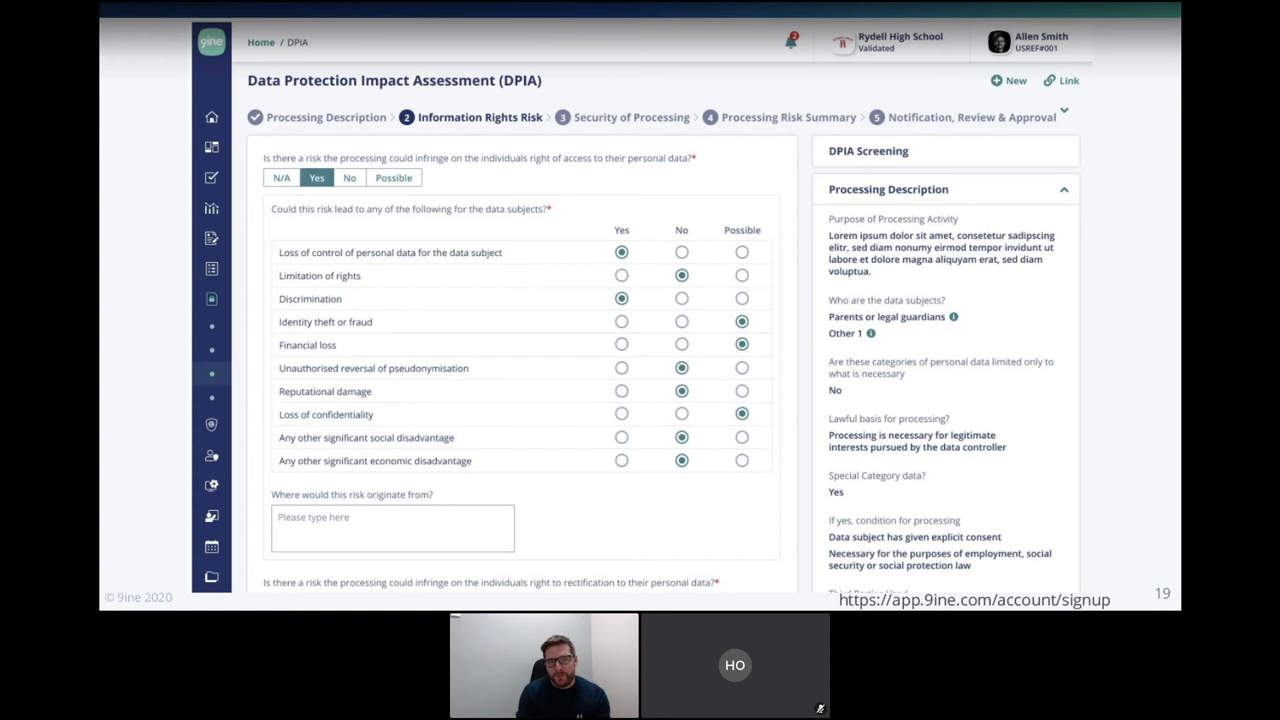 9ine
Home / DPIA
2
R
Rydell High School
Validated
Allen Smith
USREF#001
Data Protection Impact Assessment (DPIA)
New
Link
Processing Description
2 Information Rights Risk
3 Security of Processing
4 Processing Risk Summary
5 Notification, Review & Approval
Is there a risk the processing could infringe on the individuals right of access to their personal data?*
N/A Yes No Possible
Could this risk lead to any of the following for the data subjects?*
Yes No Possible
Loss of control of personal data for the data subject
Limitation of rights
Discrimination
Identity theft or fraud
Financial loss
Unauthorised reversal of pseudonymisation
Reputational damage
Loss of confidentiality
Any other significant social disadvantage
Any other significant economic disadvantage
Where would this risk originate from?
Please type here
Is there a risk the processing could infringe on the individuals right to rectification to their personal data?*
DPIA Screening
Processing Description
Purpose of Processing Activity
Lorem ipsum dolor sit amet, consetetur sadipscing
elitr, sed diam nonumy eirmod tempor invidunt ut
labore et dolore magna aliquyam erat, sed diam
voluptua.
Who are the data subjects?
Parents or legal guardians
Other 1
Are these categories of personal data limited only to
what is necessary
No
Lawful basis for processing?
Processing is necessary for legitimate
interests pursued by the data controller
Special Category data?
Yes
If yes, condition for processing
Data subject has given explicit consent
Necessary for the purposes of employment, social
security or social protection law
© 9ine 2020
https://app.9ine.com/account/signup
19
HO